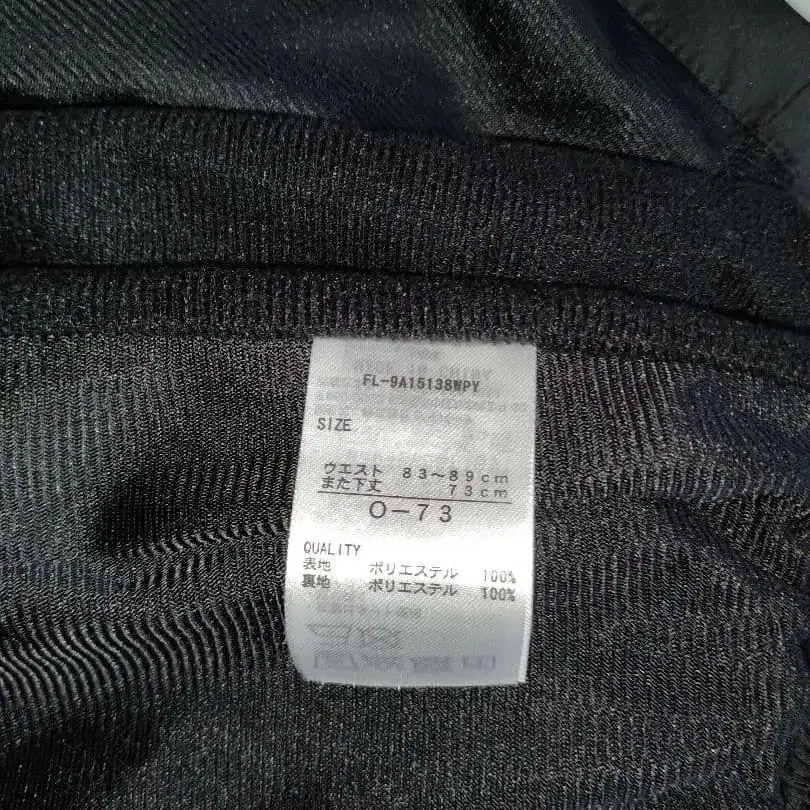 FL-9A15138WPY
SIZE
ウエスト 83〜89cm
また下丈 73cm
O−73
QUALITY
表地 ポリエステル 100%
裏地 ポリエステル 100%